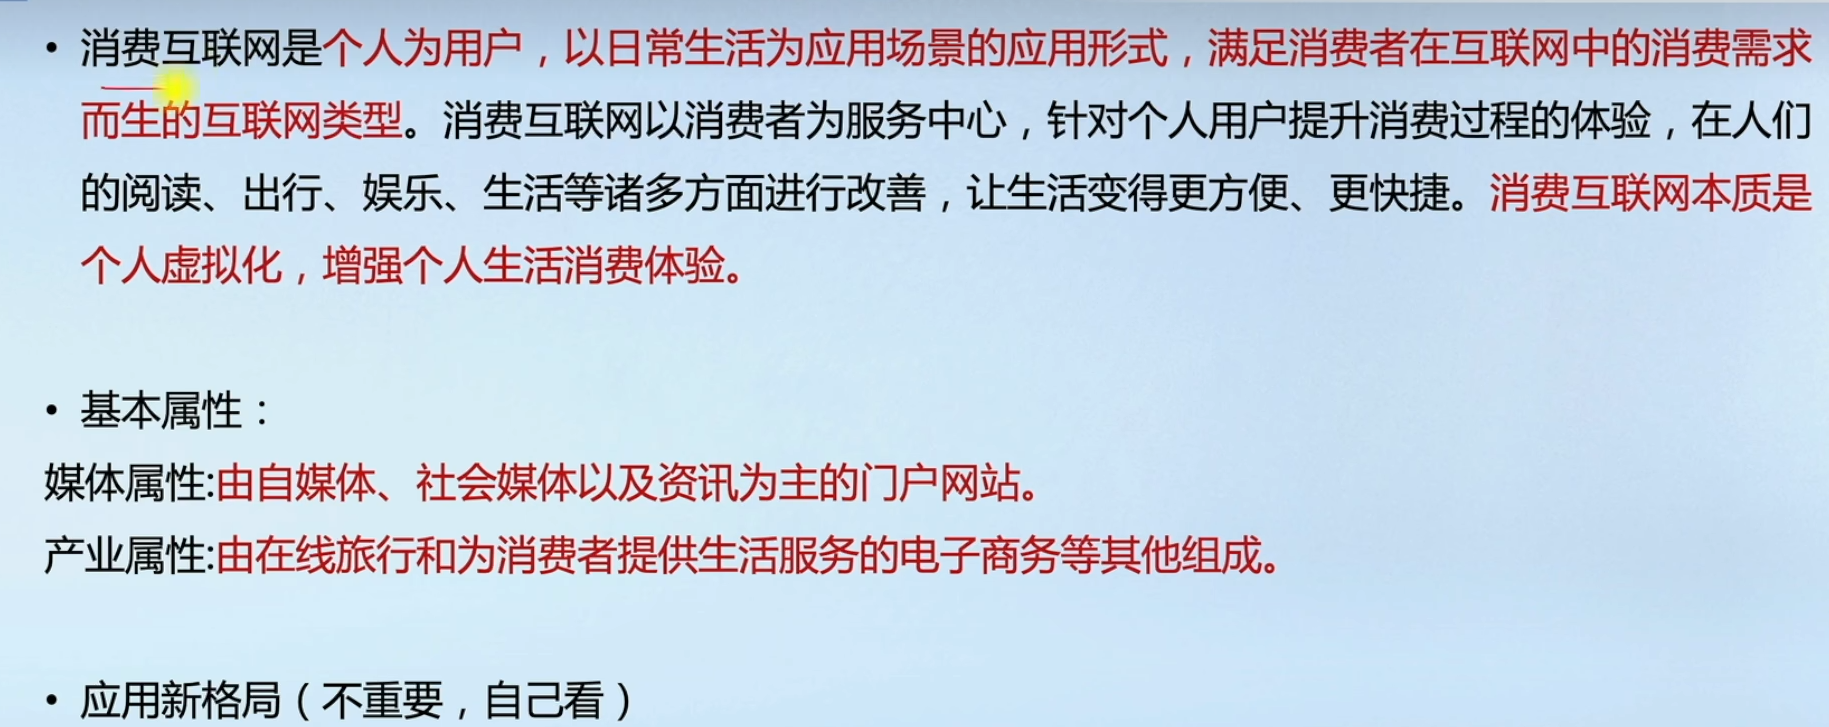 • 消费互联网是个人为用户，以日常生活为应用场景的应用形式，满足消费者在互联网中的消费需求
而生的互联网类型。消费互联网以消费者为服务中心，针对个人用户提升消费过程的体验，在人们
的阅读、出行、娱乐、生活等诸多方面进行改善，让生活变得更方便、更快捷。消费互联网本质是
个人虚拟化，增强个人生活消费体验。
• 基本属性：
媒体属性:由自媒体、社会媒体以及资讯为主的门户网站。
产业属性:由在线旅行和为消费者提供生活服务的电子商务等其他组成。
• 应用新格局（不重要，自己看）